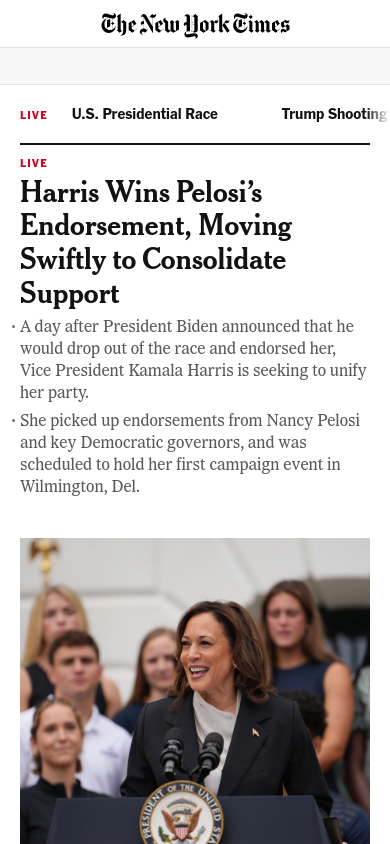 The New York Times
LIVE U.S. Presidential Race Trump Shooting
LIVE
Harris Wins Pelosi’s
Endorsement, Moving
Swiftly to Consolidate
Support
· A day after President Biden announced that he
would drop out of the race and endorsed her,
Vice President Kamala Harris is seeking to unify
her party.
· She picked up endorsements from Nancy Pelosi
and key Democratic governors, and was
scheduled to hold her first campaign event in
Wilmington, Del.
PRESIDENT OF THE UNITED